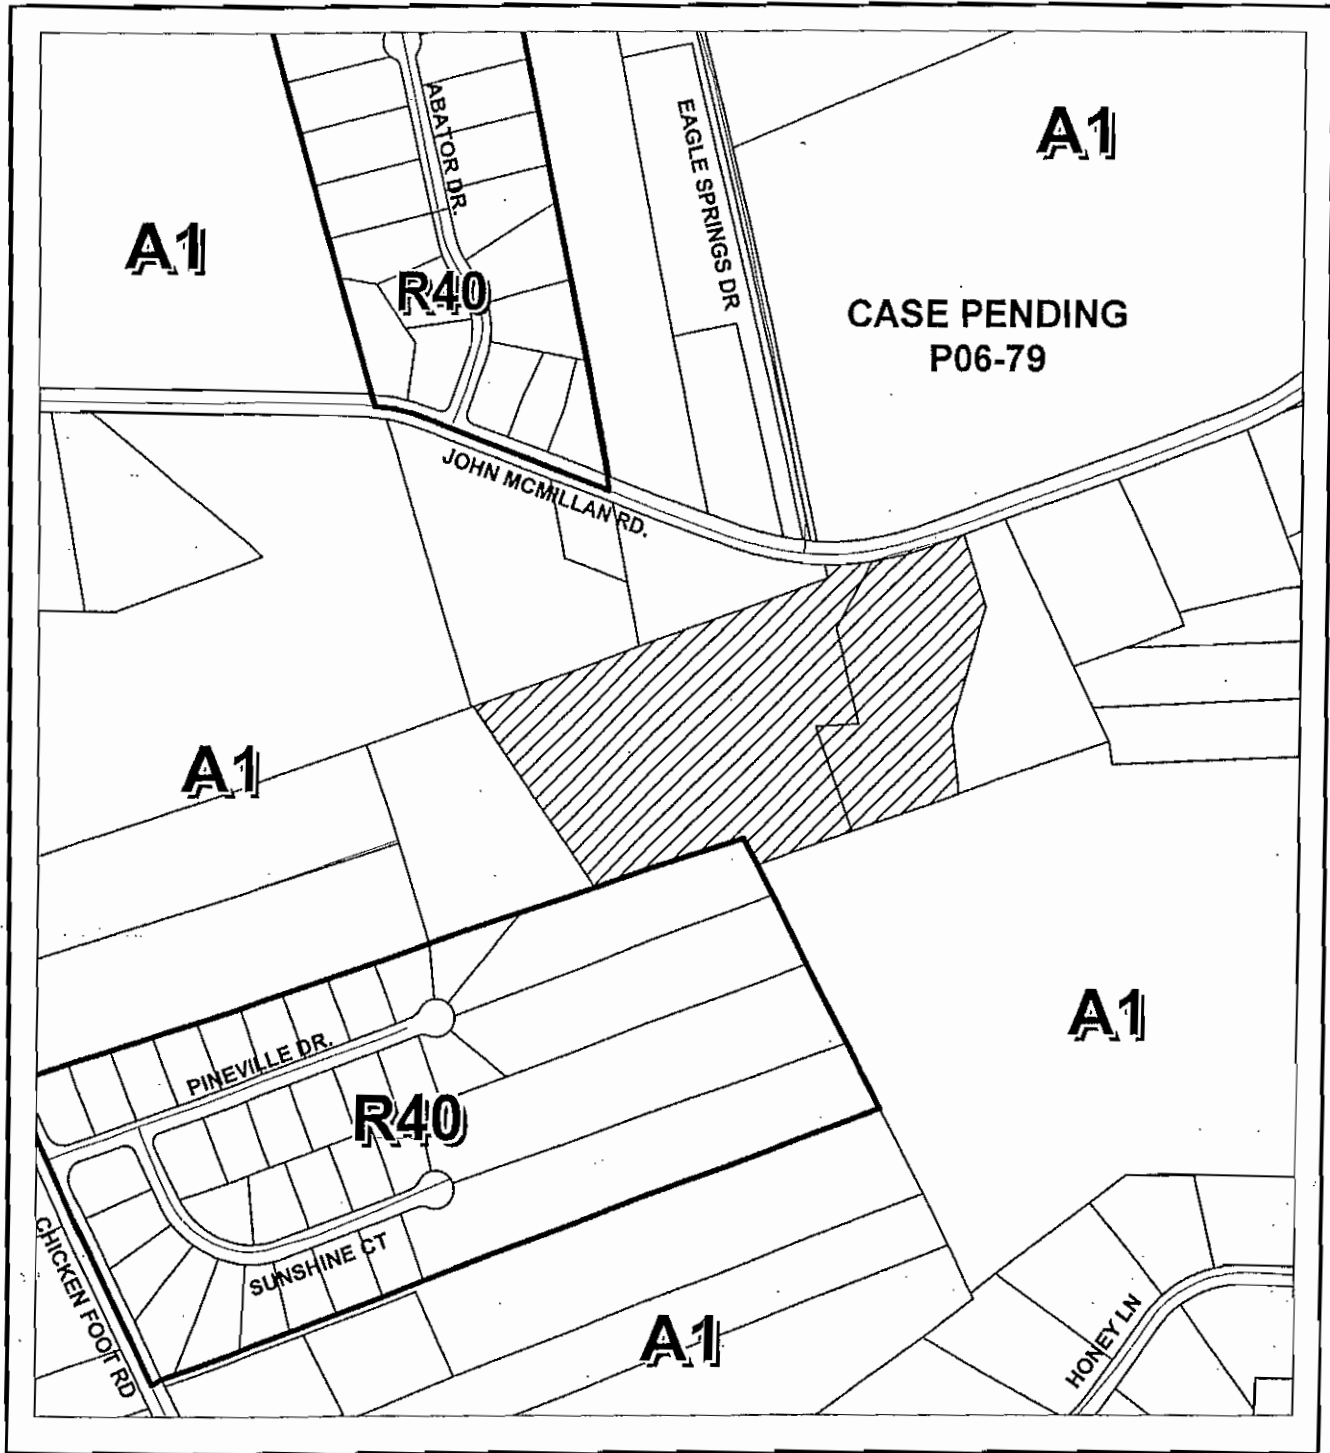 ABATOR DR.
EAGLE SPRINGS DR
A1
A1
R40
CASE PENDING
P06-79
JOHN MCMILLAN RD.
A1
A1
PINEVILLE DR.
R40
CHICKEN FOOT RD
SUNSHINE CT
A1
HONEY LN